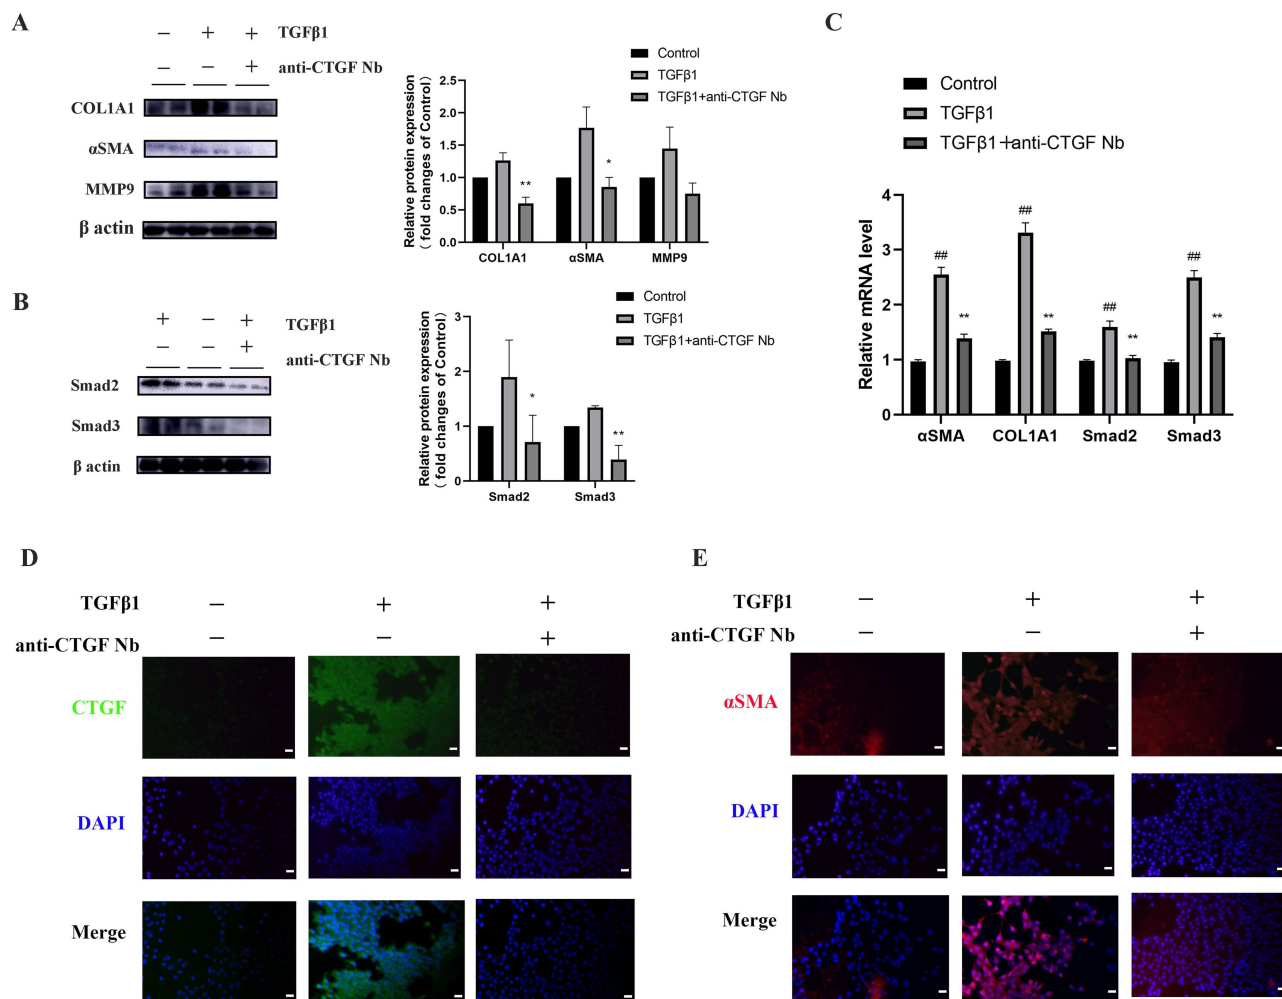 A
− + + TGFβ1
− − + anti-CTGF Nb
COL1A1
αSMA
MMP9
β actin
Control
TGFβ1
TGFβ1+anti-CTGF Nb
Relative protein expression
( fold changes of Control)
2.5
2.0
1.5
1.0
0.5
0.0
** *
COL1A1 αSMA MMP9
B
+ − + TGFβ1
− − + anti-CTGF Nb
Smad2
Smad3
β actin
Control
TGFβ1
TGFβ1+anti-CTGF Nb
Relative protein expression
( fold changes of Control)
3
2
1
0
* **
Smad2 Smad3
C
Control
TGFβ1
TGFβ1+anti-CTGF Nb
Relative mRNA level
4
3
2
1
0
## ** ## ** ## ** ## **
αSMA COL1A1 Smad2 Smad3
D
TGFβ1 − + +
anti-CTGF Nb − − +
CTGF
DAPI
Merge
E
TGFβ1 − + +
anti-CTGF Nb − − +
αSMA
DAPI
Merge